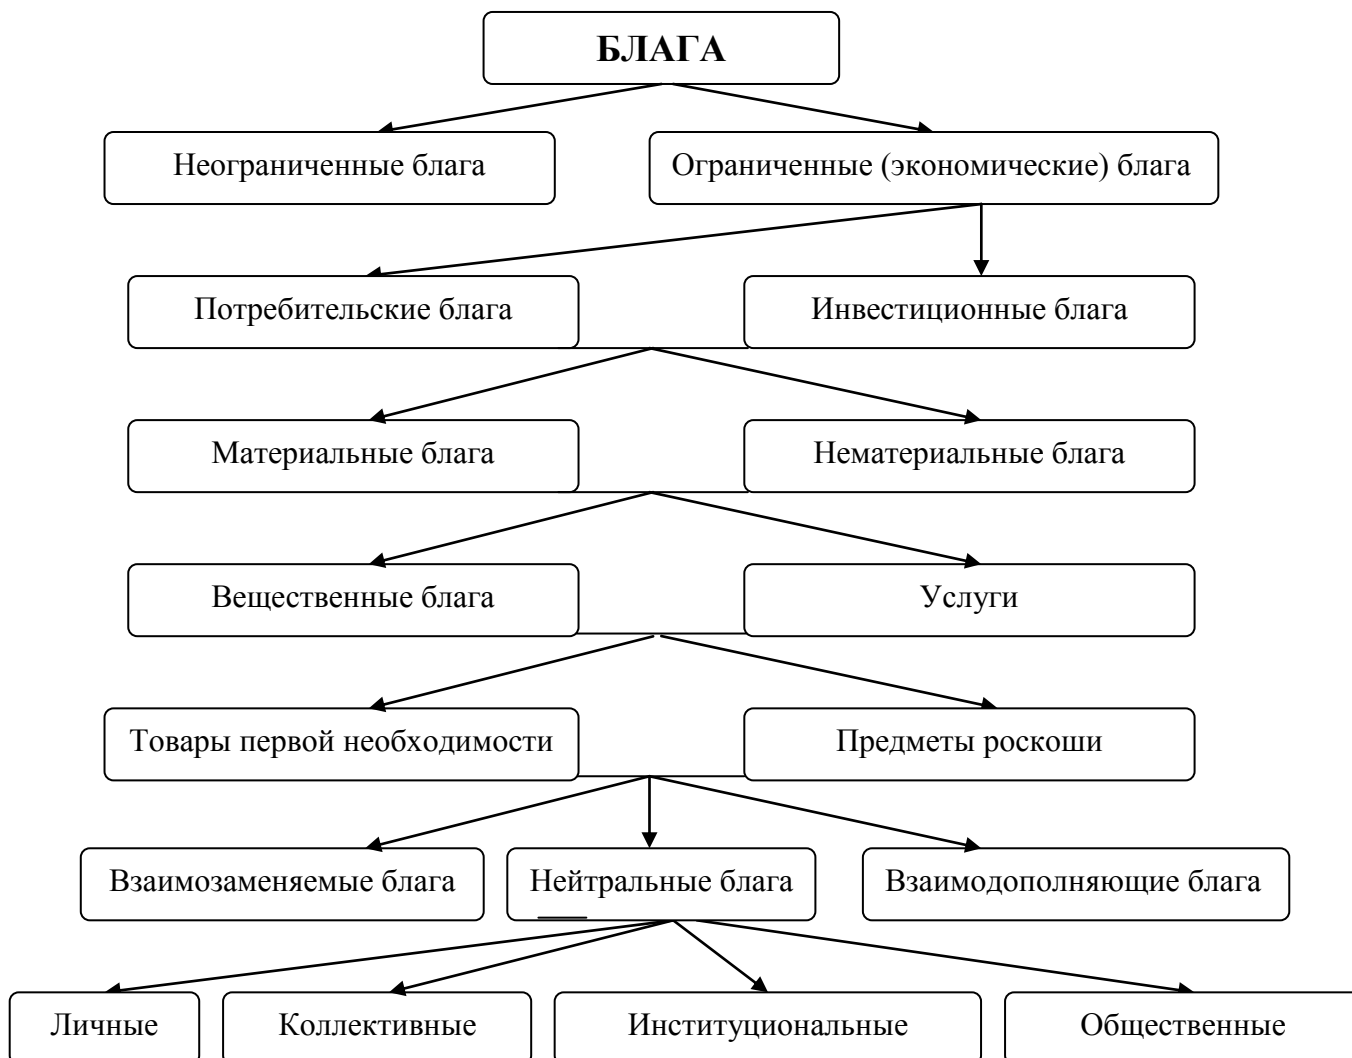 БЛАГА
Неограниченные блага
Ограниченные (экономические) блага
Потребительские блага
Инвестиционные блага
Материальные блага
Нематериальные блага
Вещественные блага
Услуги
Товары первой необходимости
Предметы роскоши
Взаимозаменяемые блага
Нейтральные блага
Взаимодополняющие блага
Личные
Коллективные
Институциональные
Общественные